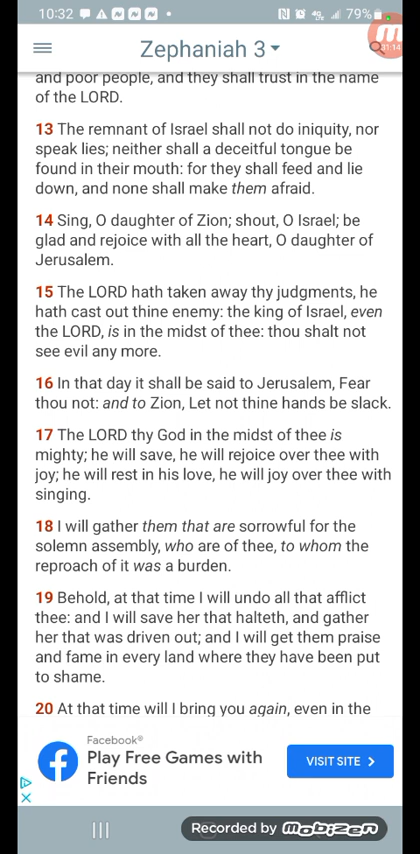 10:32 79%
31:14
Zephaniah 3
and poor people, and they shall trust in the name
of the LORD.
13 The remnant of Israel shall not do iniquity, nor
speak lies; neither shall a deceitful tongue be
found in their mouth: for they shall feed and lie
down, and none shall make them afraid.
14 Sing, O daughter of Zion; shout, O Israel; be
glad and rejoice with all the heart, O daughter of
Jerusalem.
15 The LORD hath taken away thy judgments, he
hath cast out thine enemy: the king of Israel, even
the LORD, is in the midst of thee: thou shalt not
see evil any more.
16 In that day it shall be said to Jerusalem, Fear
thou not: and to Zion, Let not thine hands be slack.
17 The LORD thy God in the midst of thee is
mighty; he will save, he will rejoice over thee with
joy; he will rest in his love, he will joy over thee with
singing.
18 I will gather them that are sorrowful for the
solemn assembly, who are of thee, to whom the
reproach of it was a burden.
19 Behold, at that time I will undo all that afflict
thee: and I will save her that halteth, and gather
her that was driven out; and I will get them praise
and fame in every land where they have been put
to shame.
20 At that time will I bring you again, even in the
Facebook®
Play Free Games with
Friends
VISIT SITE
Recorded by mobizen